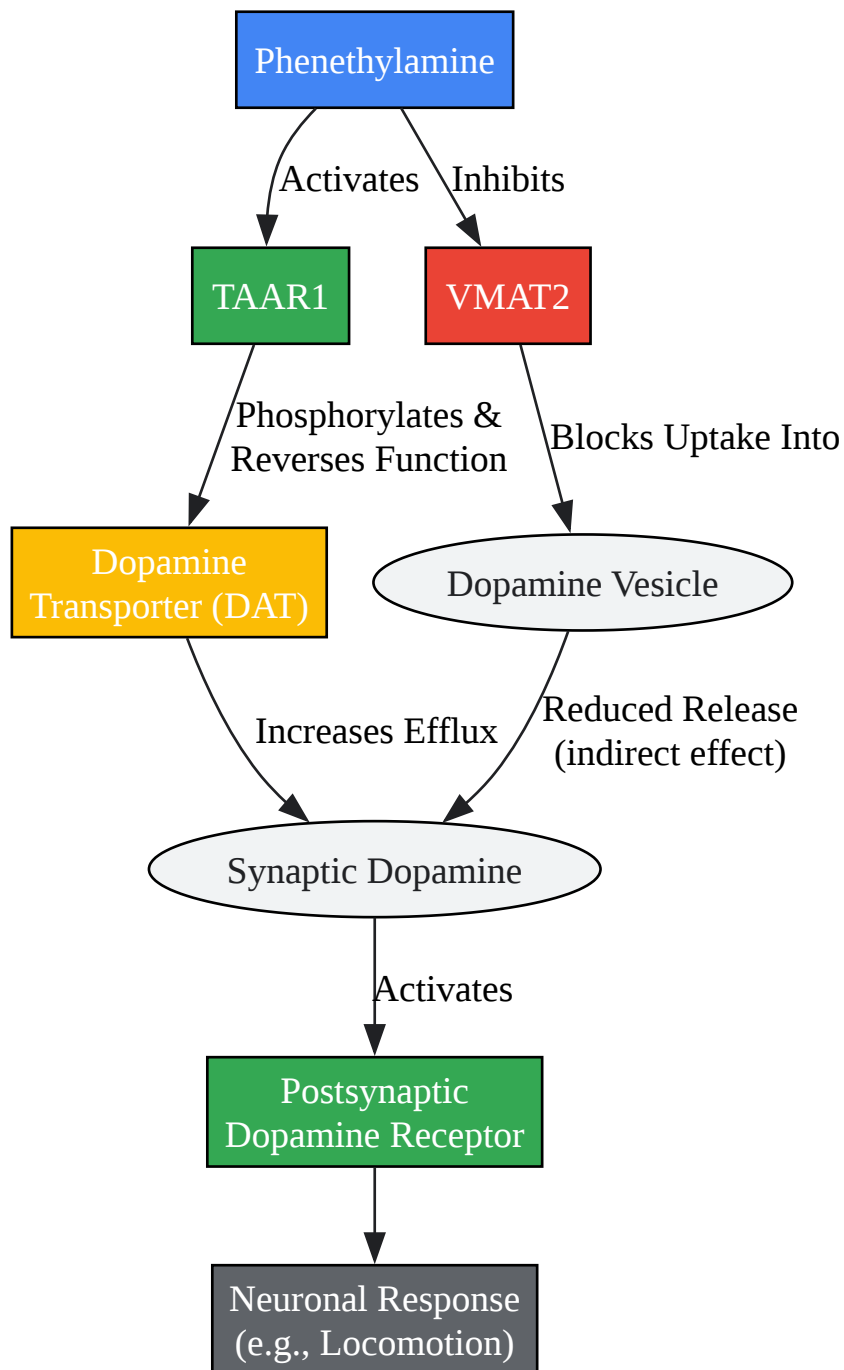 Phenethylamine
Activates
Inhibits
TAAR1
VMAT2
Phosphorylates &
Reverses Function
Blocks Uptake Into
Dopamine
Transporter (DAT)
Dopamine Vesicle
Increases Efflux
Reduced Release
(indirect effect)
Synaptic Dopamine
Activates
Postsynaptic
Dopamine Receptor
Neuronal Response
(e.g., Locomotion)